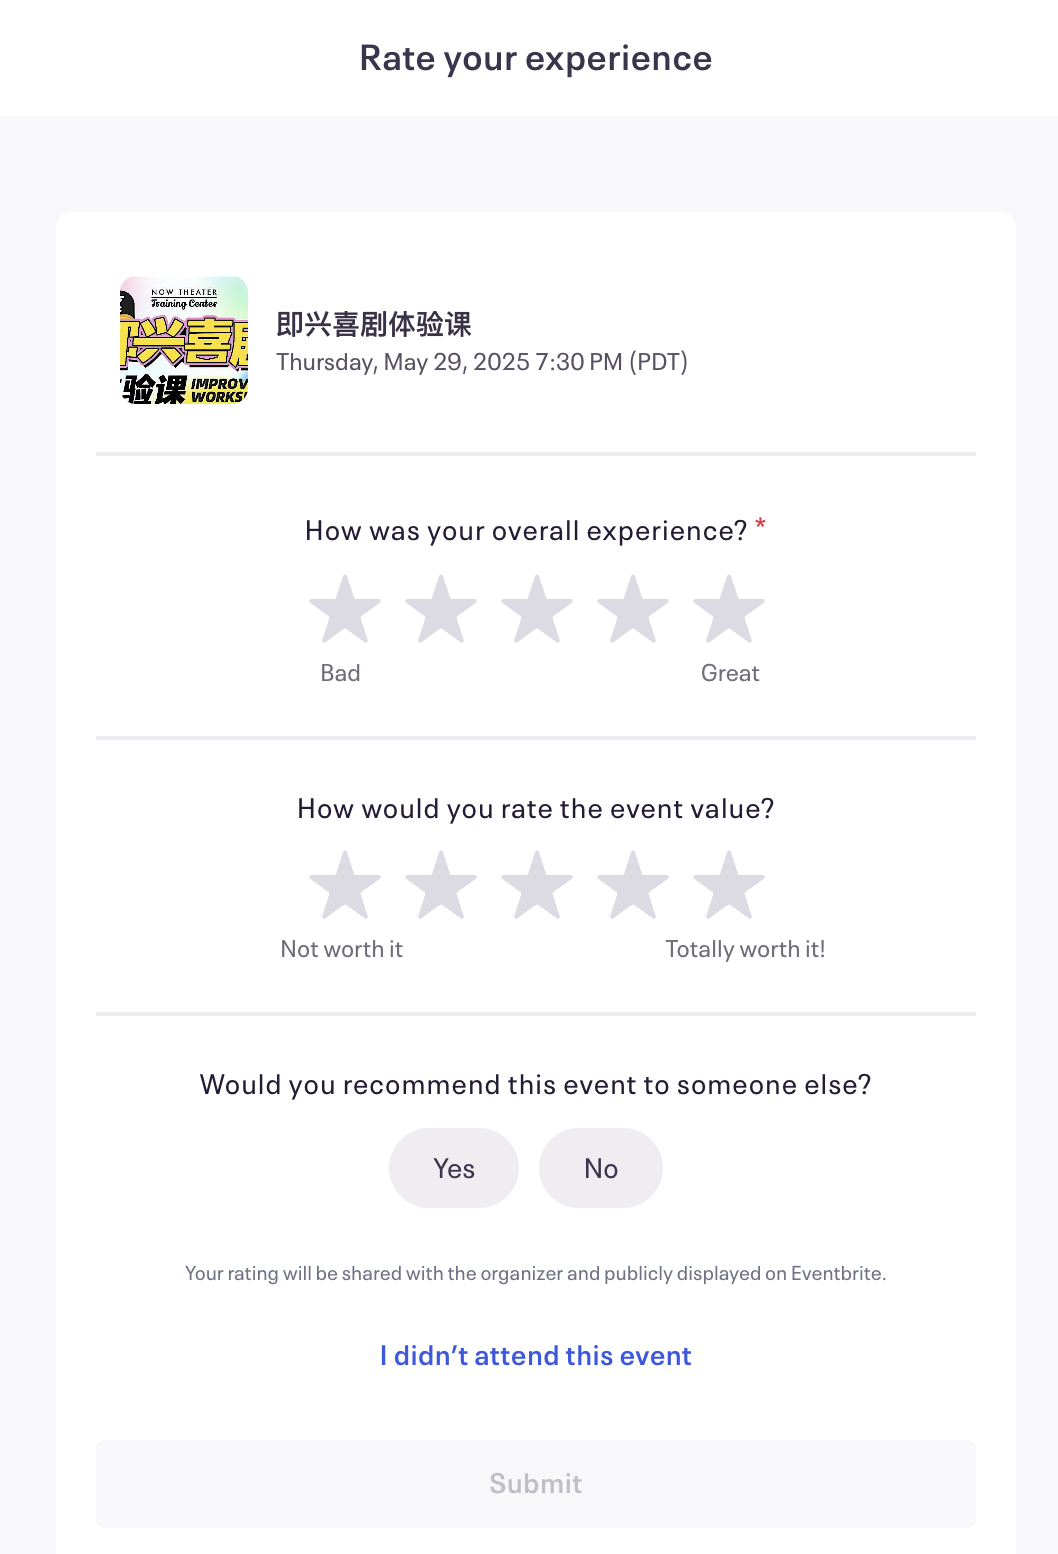 Rate your experience
NOW THEATER
Training Center
即兴喜剧
验课 IMPROV
WORKS
即兴喜剧体验课
Thursday, May 29, 2025 7:30 PM (PDT)
How was your overall experience? *
Bad
Great
How would you rate the event value?
Not worth it
Totally worth it!
Would you recommend this event to someone else?
Yes
No
Your rating will be shared with the organizer and publicly displayed on Eventbrite.
I didn’t attend this event
Submit